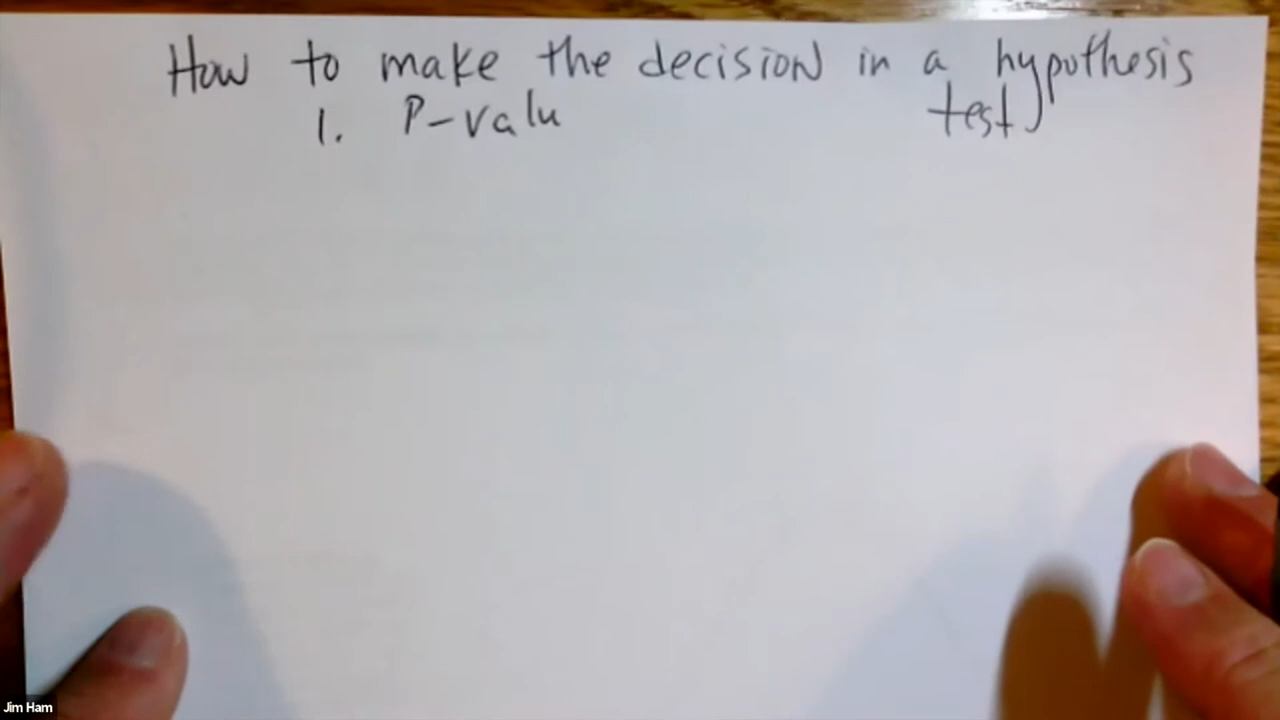 How to make the decision in a hypothesis
test
1. P-valu
Jim Ham